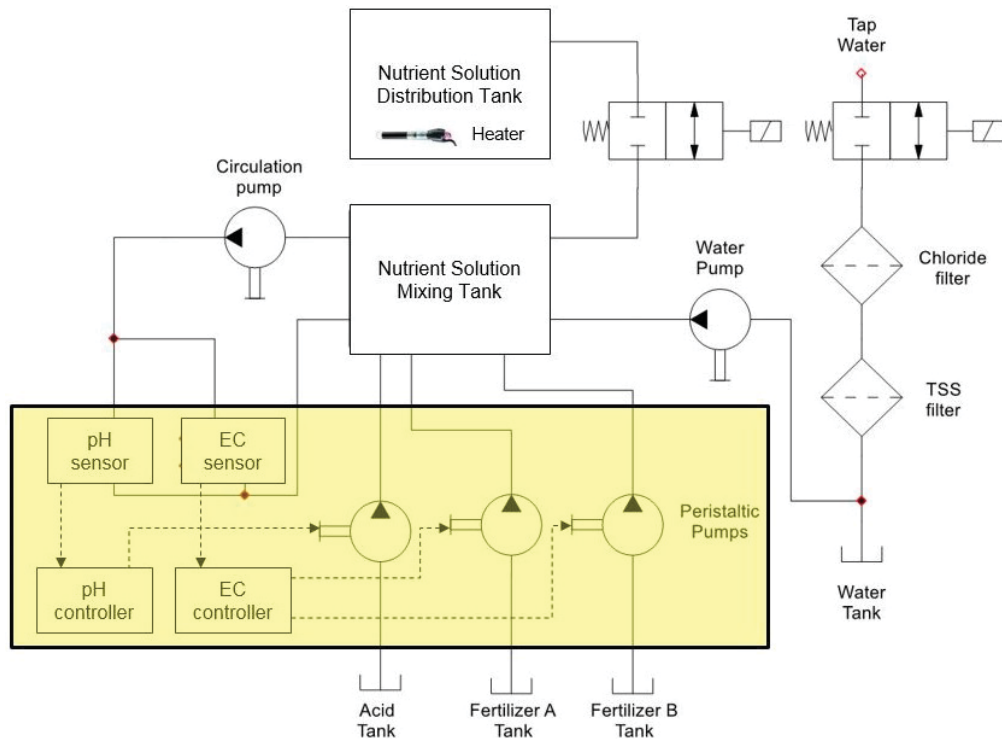 Nutrient Solution
Distribution Tank
Heater
Tap
Water
Circulation
pump
Nutrient Solution
Mixing Tank
Water
Pump
Chloride
filter
TSS
filter
pH
sensor
EC
sensor
Peristaltic
Pumps
pH
controller
EC
controller
Water
Tank
Acid
Tank
Fertilizer A
Tank
Fertilizer B
Tank